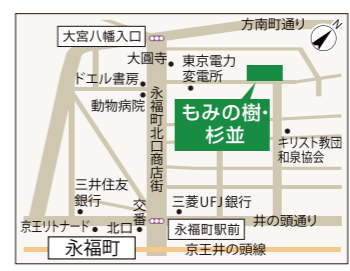 方南町通り
N
大宮八幡入口
大圓寺
東京電力
変電所
ドエル書房
動物病院
永福町北口商店街
もみの樹・
杉並
キリスト教団
和泉協会
三井住友
銀行
交番
三菱UFJ銀行
京王リトナード
北口
永福町駅前
井の頭通り
永福町
京王井の頭線